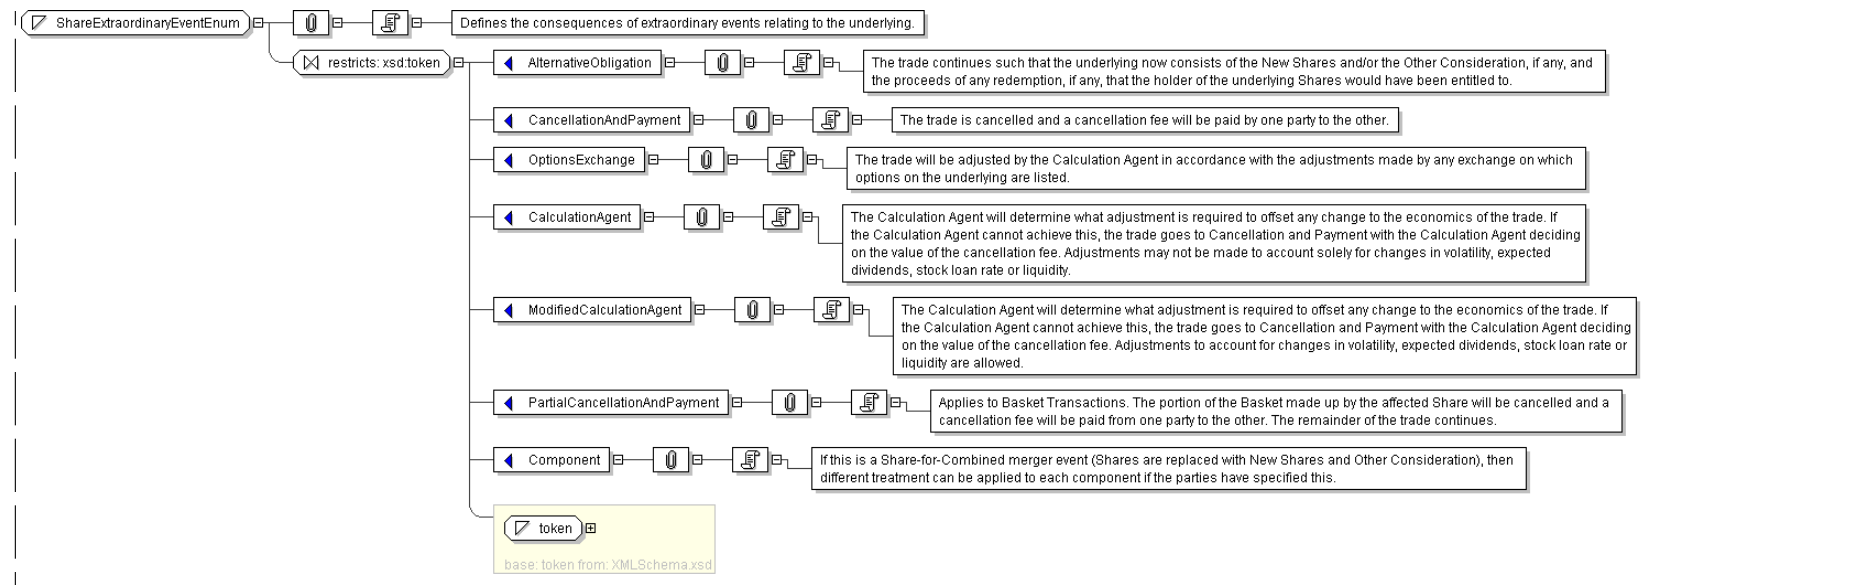 ShareExtraordinaryEventEnum
Defines the consequences of extraordinary events relating to the underlying.
restricts: xsd:token
AlternativeObligation
The trade continues such that the underlying now consists of the New Shares and/or the Other Consideration, if any, and
the proceeds of any redemption, if any, that the holder of the underlying Shares would have been entitled to.
CancellationAndPayment
The trade is cancelled and a cancellation fee will be paid by one party to the other.
OptionsExchange
The trade will be adjusted by the Calculation Agent in accordance with the adjustments made by any exchange on which
options on the underlying are listed.
CalculationAgent
The Calculation Agent will determine what adjustment is required to offset any change to the economics of the trade. If
the Calculation Agent cannot achieve this, the trade goes to Cancellation and Payment with the Calculation Agent deciding
on the value of the cancellation fee. Adjustments may not be made to account solely for changes in volatility, expected
dividends, stock loan rate or liquidity.
ModifiedCalculationAgent
The Calculation Agent will determine what adjustment is required to offset any change to the economics of the trade. If
the Calculation Agent cannot achieve this, the trade goes to Cancellation and Payment with the Calculation Agent deciding
on the value of the cancellation fee. Adjustments to account for changes in volatility, expected dividends, stock loan rate or
liquidity are allowed.
PartialCancellationAndPayment
Applies to Basket Transactions. The portion of the Basket made up by the affected Share will be cancelled and a
cancellation fee will be paid from one party to the other. The remainder of the trade continues.
Component
If this is a Share-for-Combined merger event (Shares are replaced with New Shares and Other Consideration), then
different treatment can be applied to each component if the parties have specified this.
token
base: token from: XMLSchema.xsd